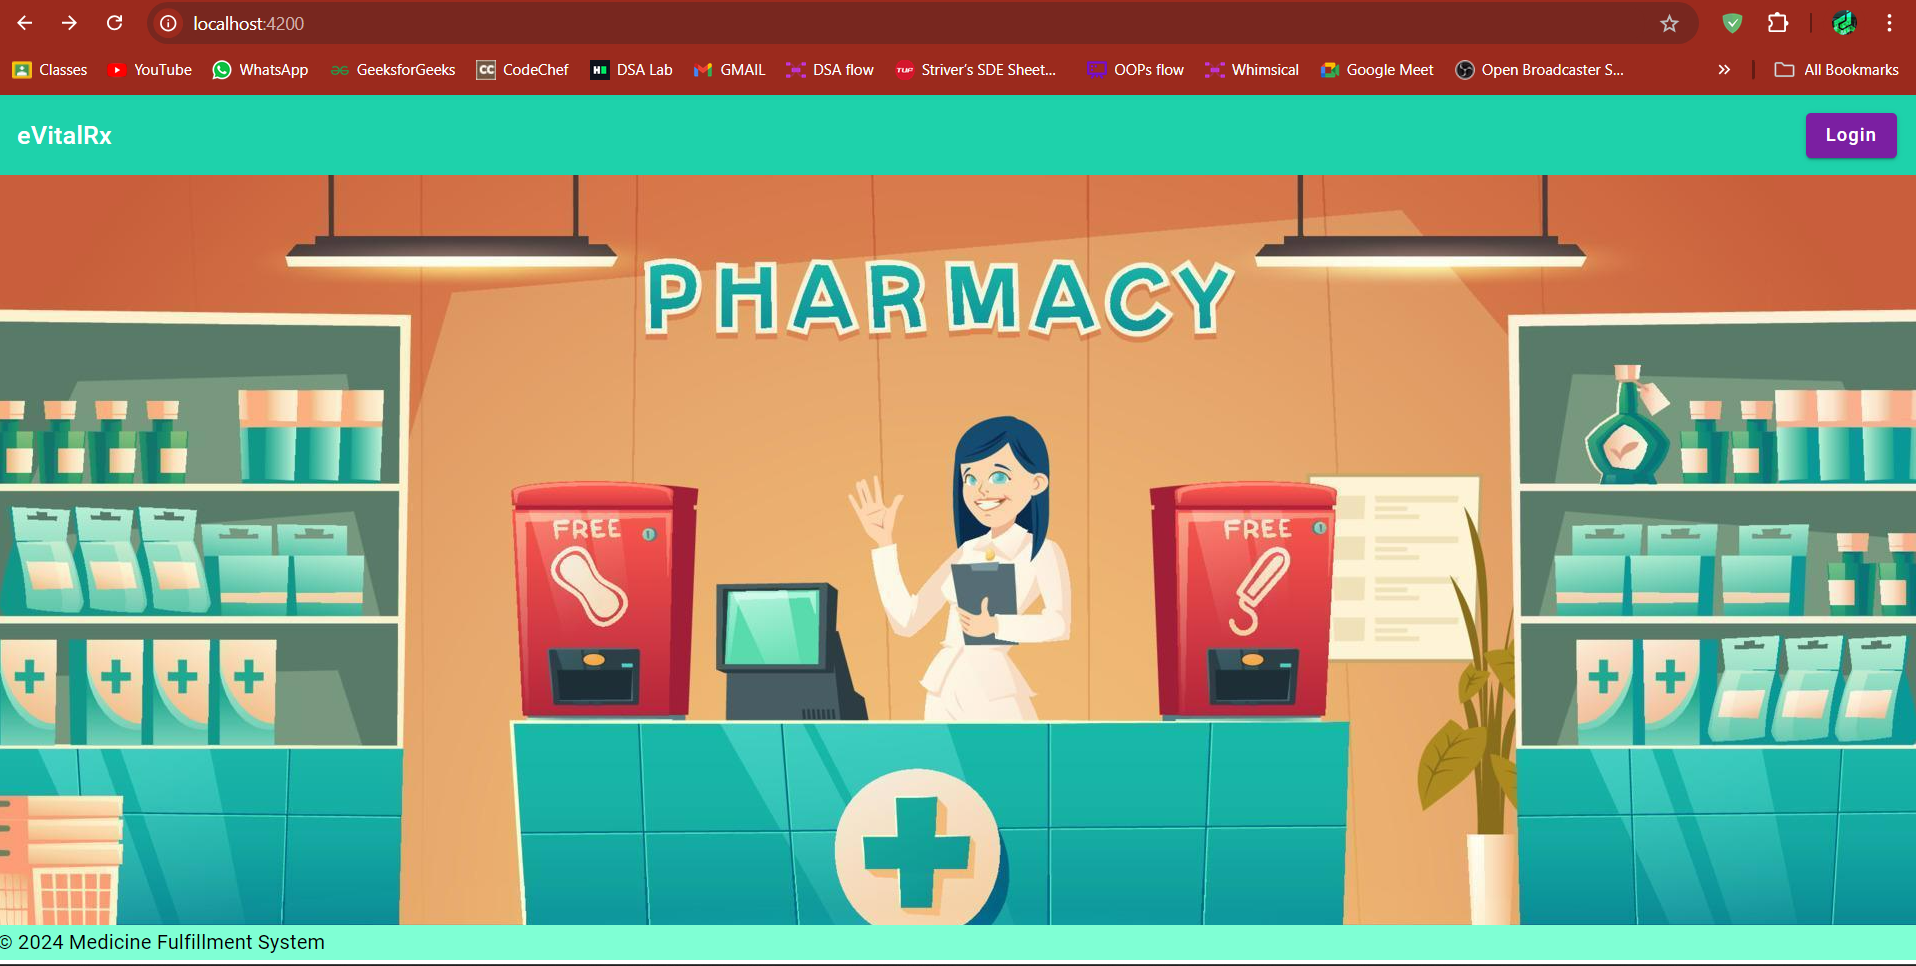 localhost:4200
Classes YouTube WhatsApp GeeksforGeeks CodeChef DSA Lab GMAIL DSA flow Striver's SDE Sheet... OOPs flow Whimsical Google Meet Open Broadcaster S... All Bookmarks
eVitalRx Login
PHARMACY
FREE FREE
© 2024 Medicine Fulfillment System